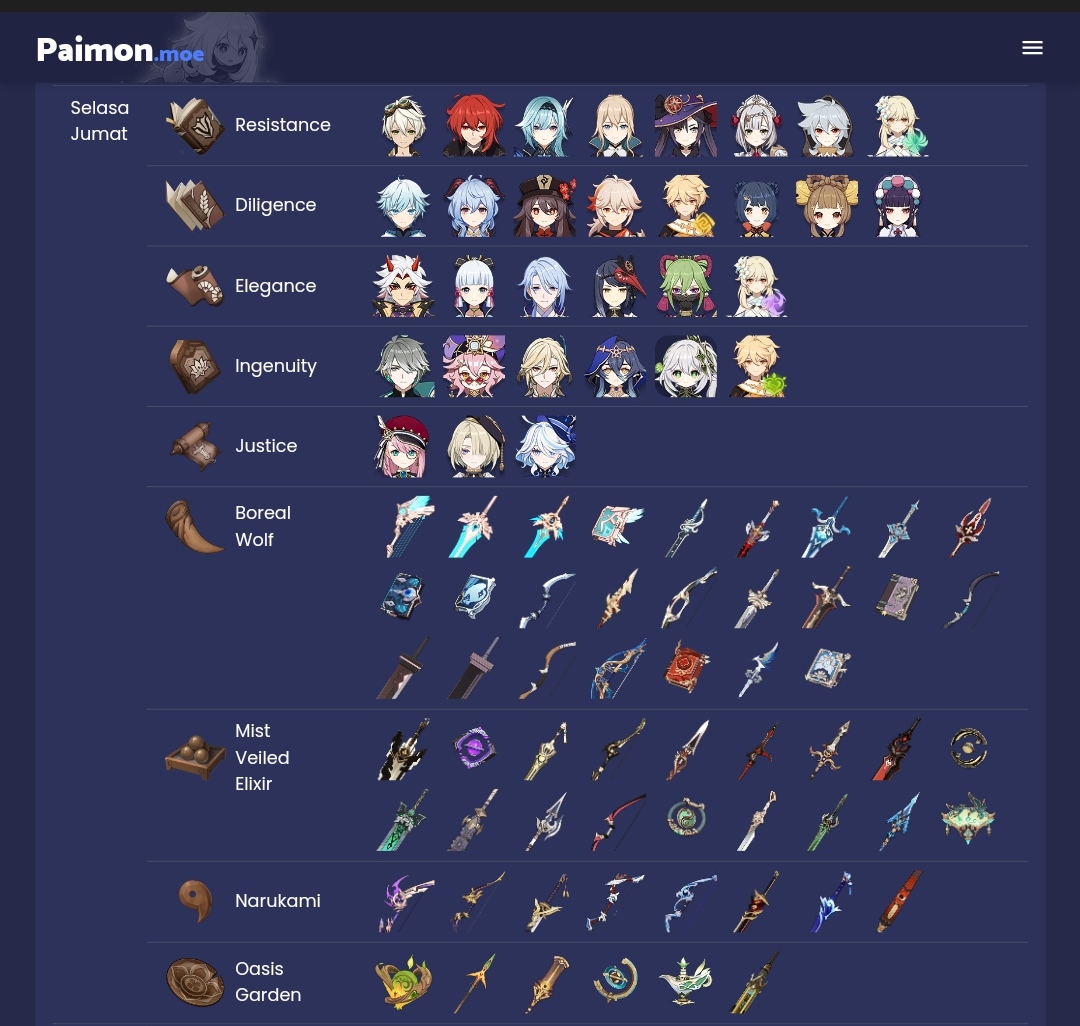 Paimon.moe
Selasa
Jumat
Resistance
Diligence
Elegance
Ingenuity
Justice
Boreal
Wolf
Mist
Veiled
Elixir
Narukami
Oasis
Garden